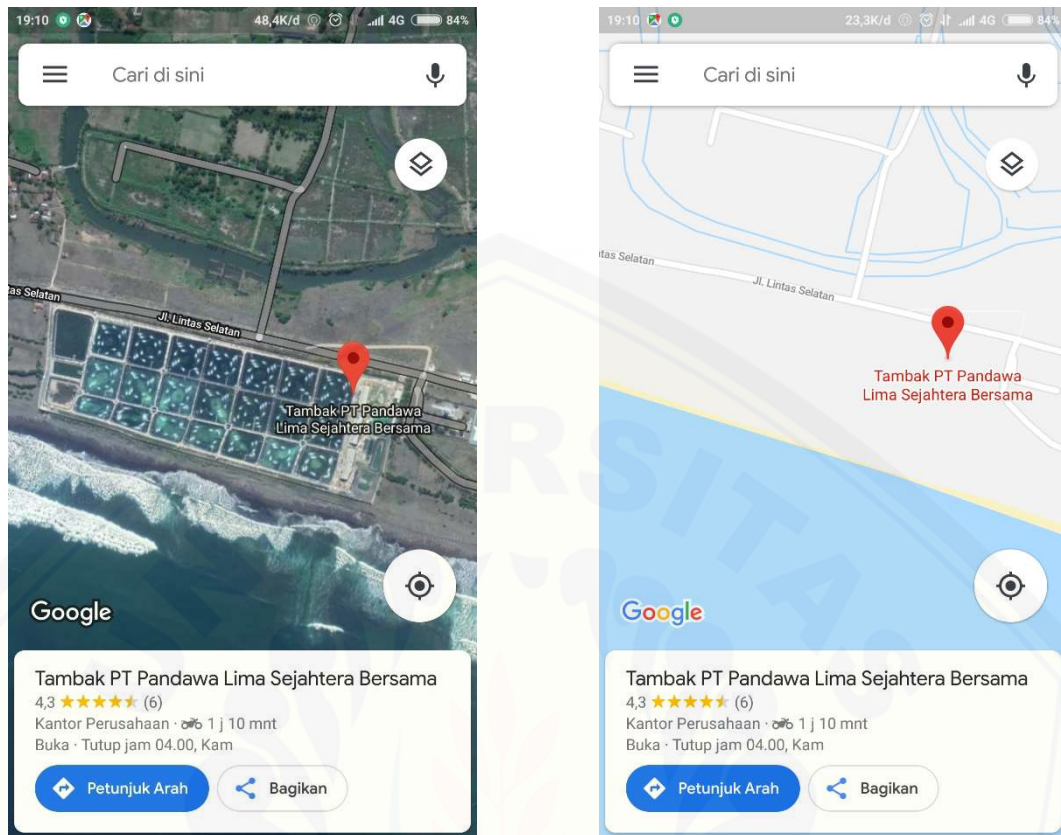 19:10 48,4K/d 4G 84%
Cari di sini
as Selatan
Jl. Lintas Selatan
Tambak PT Pandawa
Lima Sejahtera Bersama
Google
Tambak PT Pandawa Lima Sejahtera Bersama
4,3 ★★★★★ (6)
Kantor Perusahaan · 1 j 10 mnt
Buka · Tutup jam 04.00, Kam
Petunjuk Arah
Bagikan
19:10 23,3K/d 4G 84%
Cari di sini
tas Selatan
Jl. Lintas Selatan
Tambak PT Pandawa
Lima Sejahtera Bersama
Google
Tambak PT Pandawa Lima Sejahtera Bersama
4,3 ★★★★★ (6)
Kantor Perusahaan · 1 j 10 mnt
Buka · Tutup jam 04.00, Kam
Petunjuk Arah
Bagikan